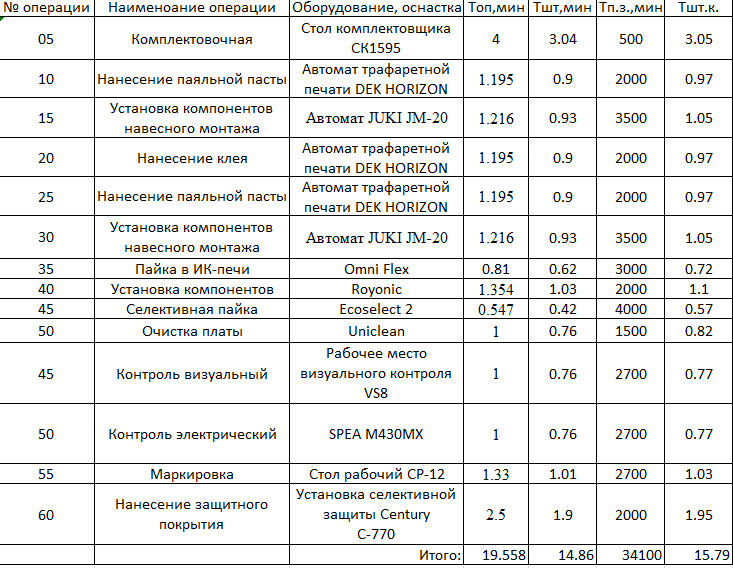 № операции Наименоание операции Оборудование, оснастка Топ,мин Тшт,мин Тп.з.,мин Тшт.к.
05 Комплектовочная Стол комплектовщика СК1595 4 3.04 500 3.05
10 Нанесение паяльной пасты Автомат трафаретной печати DEK HORIZON 1.195 0.9 2000 0.97
15 Установка компонентов навесного монтажа Автомат JUKI JM-20 1.216 0.93 3500 1.05
20 Нанесение клея Автомат трафаретной печати DEK HORIZON 1.195 0.9 2000 0.97
25 Нанесение паяльной пасты Автомат трафаретной печати DEK HORIZON 1.195 0.9 2000 0.97
30 Установка компонентов навесного монтажа Автомат JUKI JM-20 1.216 0.93 3500 1.05
35 Пайка в ИК-печи Omni Flex 0.81 0.62 3000 0.72
40 Установка компонентов Royonic 1.354 1.03 2000 1.1
45 Селективная пайка Ecoselect 2 0.547 0.42 4000 0.57
50 Очистка платы Uniclean 1 0.76 1500 0.82
45 Контроль визуальный Рабочее место визуального контроля VS8 1 0.76 2700 0.77
50 Контроль электрический SPEA M430MX 1 0.76 2700 0.77
55 Маркировка Стол рабочий СР-12 1.33 1.01 2700 1.03
60 Нанесение защитного покрытия Установка селективной защиты Century C-770 2.5 1.9 2000 1.95
Итого: 19.558 14.86 34100 15.79